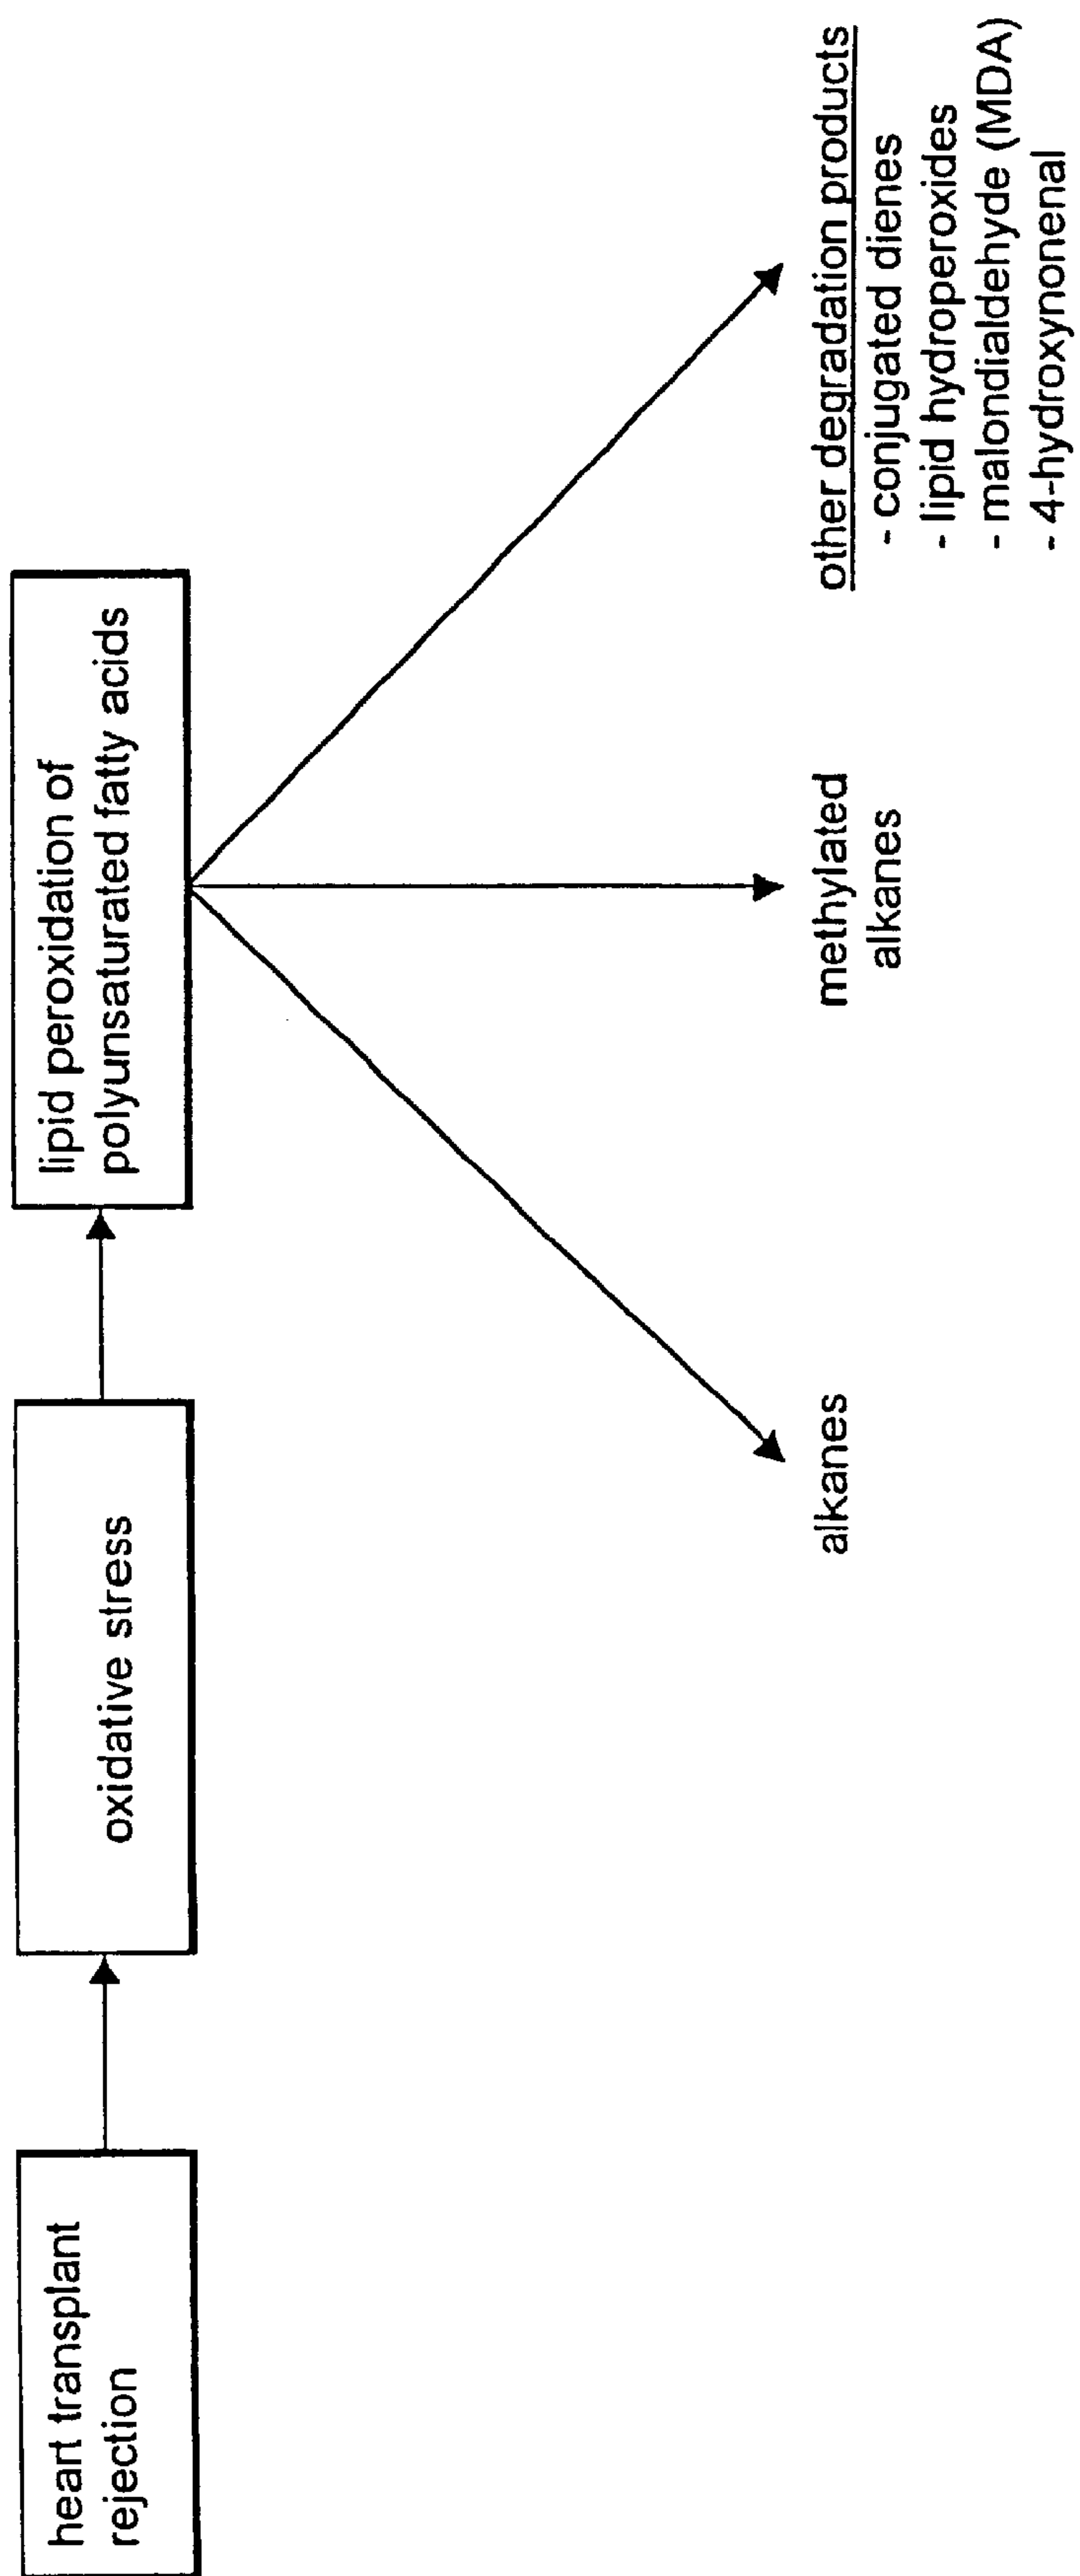 heart transplant
rejection
oxidative stress
lipid peroxidation of
polyunsaturated fatty acids
alkanes
methylated
alkanes
other degradation products
- conjugated dienes
- lipid hydroperoxides
- malondialdehyde (MDA)
- 4-hydroxynonenal